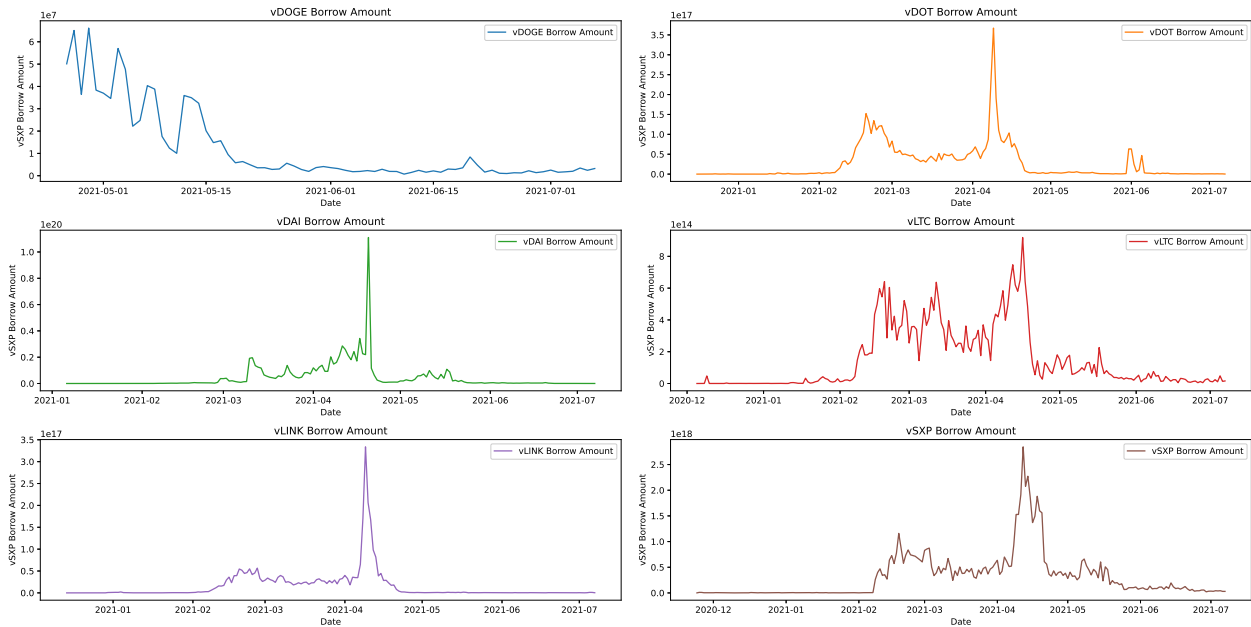 vDOGE Borrow Amount
1e7
vDOGE Borrow Amount
vSXP Borrow Amount
6
5
4
3
2
1
0
2021-05-01
2021-05-15
2021-06-01
2021-06-15
2021-07-01
Date
vDOT Borrow Amount
1e17
vDOT Borrow Amount
vSXP Borrow Amount
3.5
3.0
2.5
2.0
1.5
1.0
0.5
0.0
2021-01
2021-02
2021-03
2021-04
2021-05
2021-06
2021-07
Date
vDAI Borrow Amount
1e20
vDAI Borrow Amount
vSXP Borrow Amount
1.0
0.8
0.6
0.4
0.2
0.0
2021-01
2021-02
2021-03
2021-04
2021-05
2021-06
2021-07
Date
vLTC Borrow Amount
1e14
vLTC Borrow Amount
vSXP Borrow Amount
8
6
4
2
0
2020-12
2021-01
2021-02
2021-03
2021-04
2021-05
2021-06
2021-07
Date
vLINK Borrow Amount
1e17
vLINK Borrow Amount
vSXP Borrow Amount
3.5
3.0
2.5
2.0
1.5
1.0
0.5
0.0
2021-01
2021-02
2021-03
2021-04
2021-05
2021-06
2021-07
Date
vSXP Borrow Amount
1e18
vSXP Borrow Amount
vSXP Borrow Amount
2.5
2.0
1.5
1.0
0.5
0.0
2020-12
2021-01
2021-02
2021-03
2021-04
2021-05
2021-06
2021-07
Date